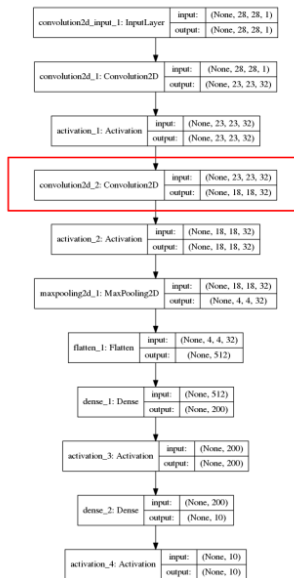 convolution2d_input_1: InputLayer input: (None, 28, 28, 1)
output: (None, 28, 28, 1)
convolution2d_1: Convolution2D input: (None, 28, 28, 1)
output: (None, 23, 23, 32)
activation_1: Activation input: (None, 23, 23, 32)
output: (None, 23, 23, 32)
convolution2d_2: Convolution2D input: (None, 23, 23, 32)
output: (None, 18, 18, 32)
activation_2: Activation input: (None, 18, 18, 32)
output: (None, 18, 18, 32)
maxpooling2d_1: MaxPooling2D input: (None, 18, 18, 32)
output: (None, 4, 4, 32)
flatten_1: Flatten input: (None, 4, 4, 32)
output: (None, 512)
dense_1: Dense input: (None, 512)
output: (None, 200)
activation_3: Activation input: (None, 200)
output: (None, 200)
dense_2: Dense input: (None, 200)
output: (None, 10)
activation_4: Activation input: (None, 10)
output: (None, 10)